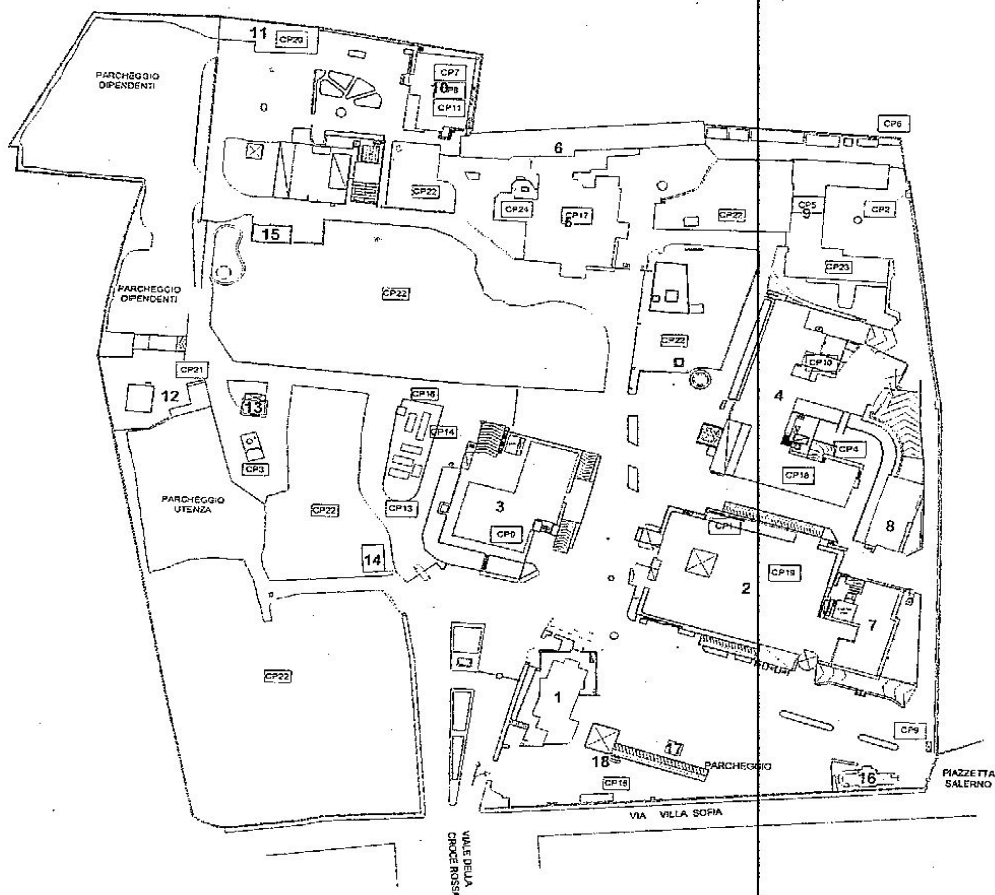 11
CP20
PARCHEGGIO
DIPENDENTI
CP7
10
CP8
CP11
CP6
6
CP22
CP24
CP17
CP22
CP5
9
CP2
15
CP23
CP22
PARCHEGGIO
DIPENDENTI
CP22
CP21
12
13
CP16
CP14
CP10
4
CP3
CP4
CP18
PARCHEGGIO
UTENZA
CP22
CP13
3
CP1
8
14
CP19
2
7
CP22
1
CP9
17
18
PARCHEGGIO
16
PIAZZETTA
SALERNO
VIA VILLA SOFIA
VIALE DELLA
CROCE ROSSA